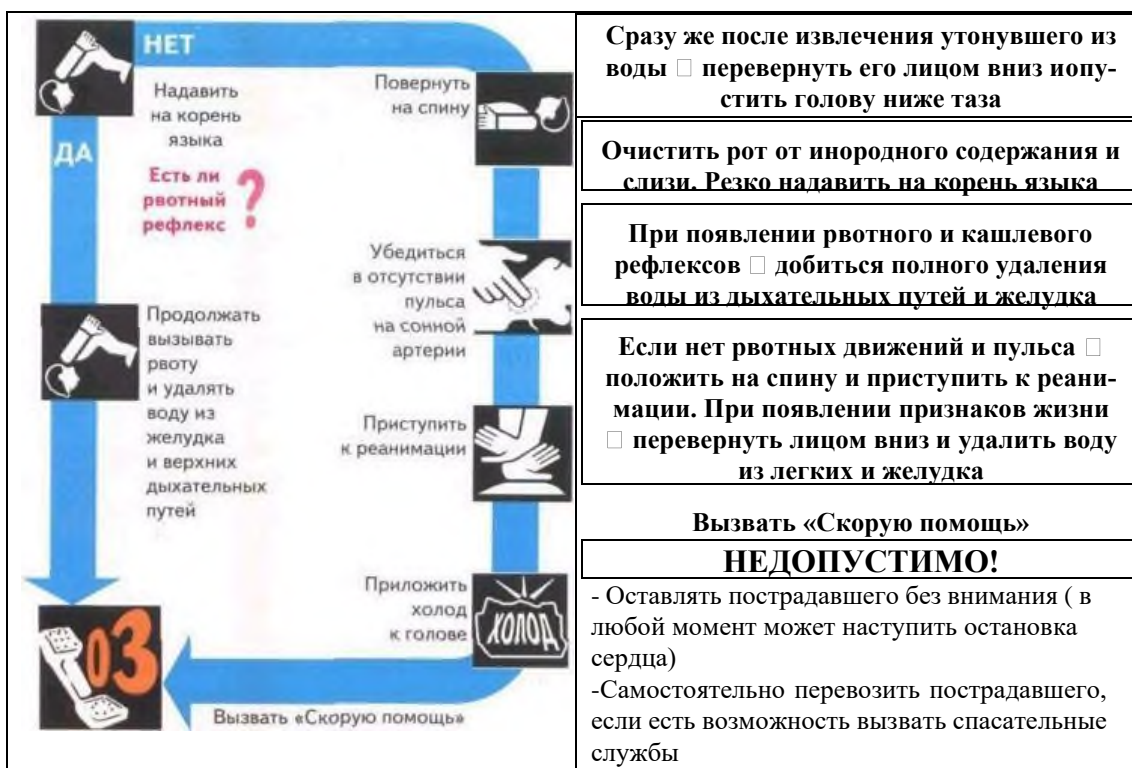 НЕТ
Надавить
на корень
языка
ДА
Есть ли
рвотный
рефлекс
?
Продолжать
вызывать
рвоту
и удалять
воду из
желудка
и верхних
дыхательных
путей
Повернуть
на спину
Убедиться
в отсутствии
пульса
на сонной
артерии
Приступить
к реанимации
Приложить
холод
к голове
ХОЛОД
03
Вызвать «Скорую помощь»
Сразу же после извлечения утонувшего из
воды □ перевернуть его лицом вниз иопу-
стить голову ниже таза
Очистить рот от инородного содержания и
слизи. Резко надавить на корень языка
При появлении рвотного и кашлевого
рефлексов □ добиться полного удаления
воды из дыхательных путей и желудка
Если нет рвотных движений и пульса □
положить на спину и приступить к реани-
мации. При появлении признаков жизни
□ перевернуть лицом вниз и удалить воду
из легких и желудка
Вызвать «Скорую помощь»
НЕДОПУСТИМО!
- Оставлять пострадавшего без внимания ( в
любой момент может наступить остановка
сердца)
-Самостоятельно перевозить пострадавшего,
если есть возможность вызвать спасательные
службы